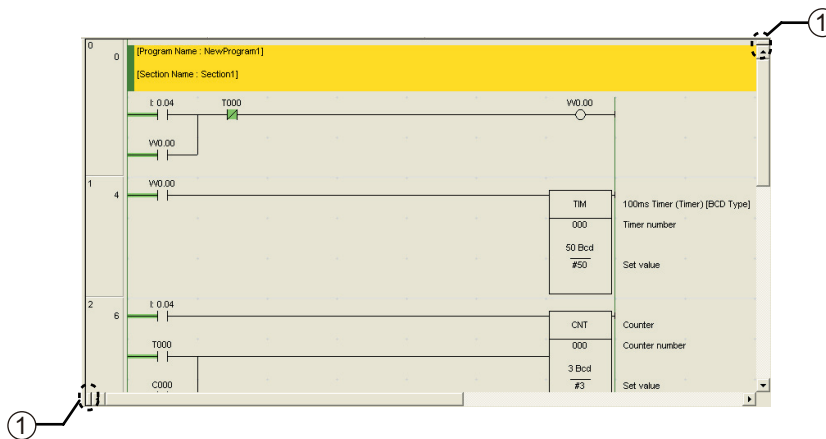 1
0
0
[Program Name : NewProgram1]
[Section Name : Section1]
I: 0.04
T000
W0.00
W0.00
1
4
W0.00
TIM
100ms Timer (Timer) [BCD Type]
000
Timer number
50 Bcd
#50
Set value
2
6
I: 0.04
CNT
Counter
T000
000
Counter number
3 Bcd
C000
#3
Set value
1